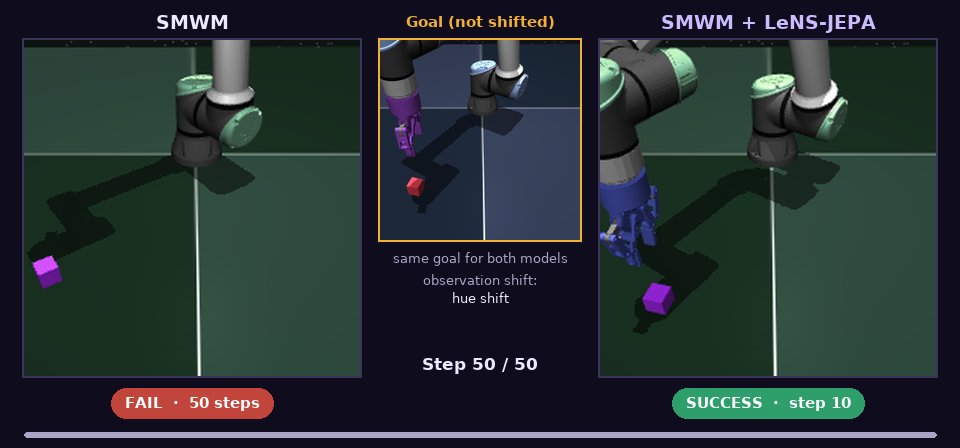 SMWM
Goal (not shifted)
SMWM + LeNS-JEPA
same goal for both models
observation shift:
hue shift
Step 50 / 50
FAIL · 50 steps
SUCCESS · step 10